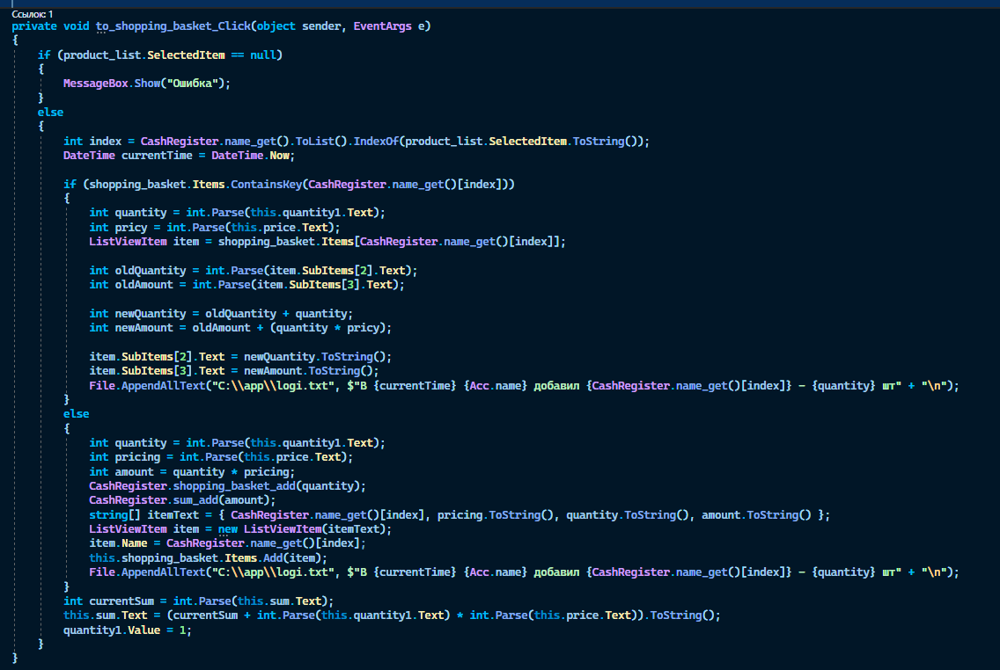 Ссылок: 1
private void to_shopping_basket_Click(object sender, EventArgs e)
{
if (product_list.SelectedItem == null)
{
MessageBox.Show("Ошибка");
}
else
{
int index = CashRegister.name_get().ToList().IndexOf(product_list.SelectedItem.ToString());
DateTime currentTime = DateTime.Now;
if (shopping_basket.Items.ContainsKey(CashRegister.name_get()[index]))
{
int quantity = int.Parse(this.quantity1.Text);
int pricy = int.Parse(this.price.Text);
ListViewItem item = shopping_basket.Items[CashRegister.name_get()[index]];
int oldQuantity = int.Parse(item.SubItems[2].Text);
int oldAmount = int.Parse(item.SubItems[3].Text);
int newQuantity = oldQuantity + quantity;
int newAmount = oldAmount + (quantity * pricy);
item.SubItems[2].Text = newQuantity.ToString();
item.SubItems[3].Text = newAmount.ToString();
File.AppendAllText("C:\\app\\logi.txt", $"В {currentTime} {Acc.name} добавил {CashRegister.name_get()[index]} - {quantity} шт" + "\n");
}
else
{
int quantity = int.Parse(this.quantity1.Text);
int pricing = int.Parse(this.price.Text);
int amount = quantity * pricing;
CashRegister.shopping_basket_add(quantity);
CashRegister.sum_add(amount);
string[] itemText = { CashRegister.name_get()[index], pricing.ToString(), quantity.ToString(), amount.ToString() };
ListViewItem item = new ListViewItem(itemText);
item.Name = CashRegister.name_get()[index];
this.shopping_basket.Items.Add(item);
File.AppendAllText("C:\\app\\logi.txt", $"В {currentTime} {Acc.name} добавил {CashRegister.name_get()[index]} - {quantity} шт" + "\n");
}
int currentSum = int.Parse(this.sum.Text);
this.sum.Text = (currentSum + int.Parse(this.quantity1.Text) * int.Parse(this.price.Text)).ToString();
quantity1.Value = 1;
}
}